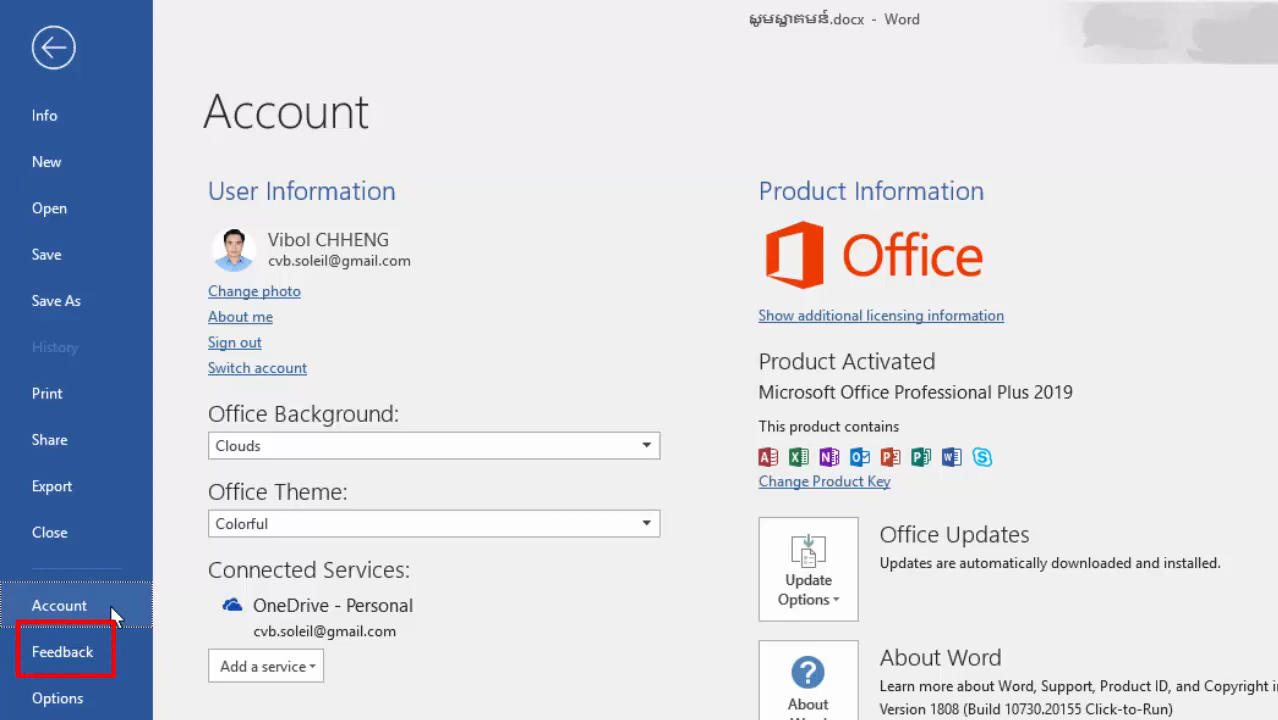 សូមស្វាគមន៍.docx - Word
Info
New
Open
Save
Save As
History
Print
Share
Export
Close
Account
Feedback
Options
Account
User Information
Vibol CHHENG
cvb.soleil@gmail.com
Change photo
About me
Sign out
Switch account
Office Background:
Clouds
Office Theme:
Colorful
Connected Services:
OneDrive - Personal
cvb.soleil@gmail.com
Add a service
Product Information
Office
Show additional licensing information
Product Activated
Microsoft Office Professional Plus 2019
This product contains
Change Product Key
Update
Options
Office Updates
Updates are automatically downloaded and installed.
About
About Word
Learn more about Word, Support, Product ID, and Copyright
Version 1808 (Build 10730.20155 Click-to-Run)